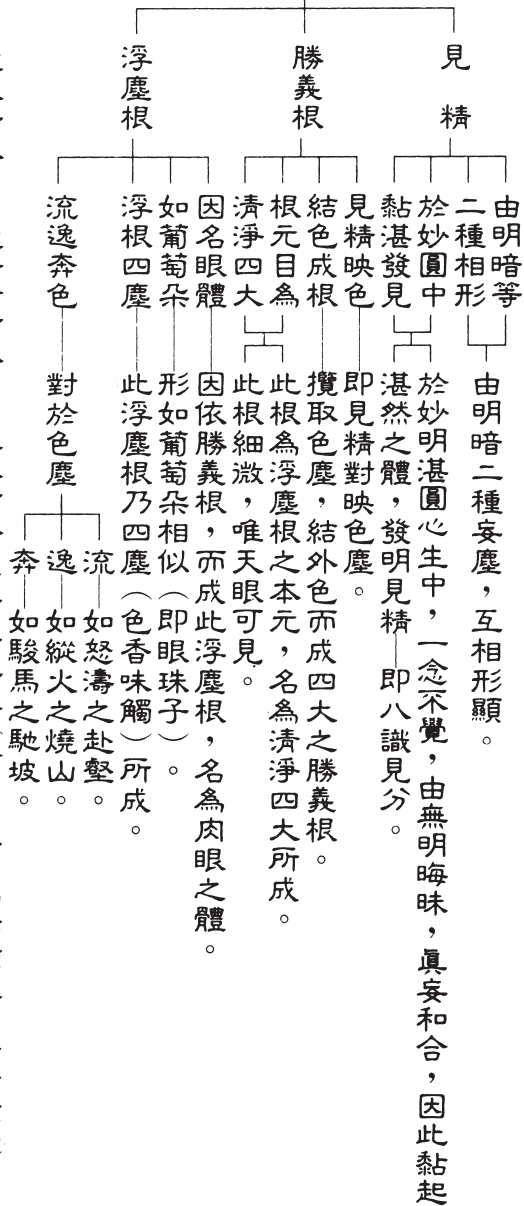 見精
由明暗等
二種相形
由明暗二種妄塵，互相形顯。
於妙圓中
黏湛發見
於妙明湛圓心生中，一念不覺，由無明晦昧，眞妄和合，因此黏起
湛然之體，發明見精—即八識見分。
勝義根
見精映色
即見精對映色塵。
結色成根
攬取色塵，結外色而成四大之勝義根。
根元目為
清淨四大
此根為浮塵根之本元，名為清淨四大所成。
此根細微，唯天眼可見。
浮塵根
因名眼體
因依勝義根，而成此浮塵根，名為肉眼之體。
如葡萄朵
形如葡萄朵相似（即眼珠子）。
浮根四塵
此浮塵根乃四塵（色香味觸）所成。
流逸奔色
對於色塵
流—如怒濤之赴壑。
逸—如縱火之燒山。
奔—如駿馬之馳坡。